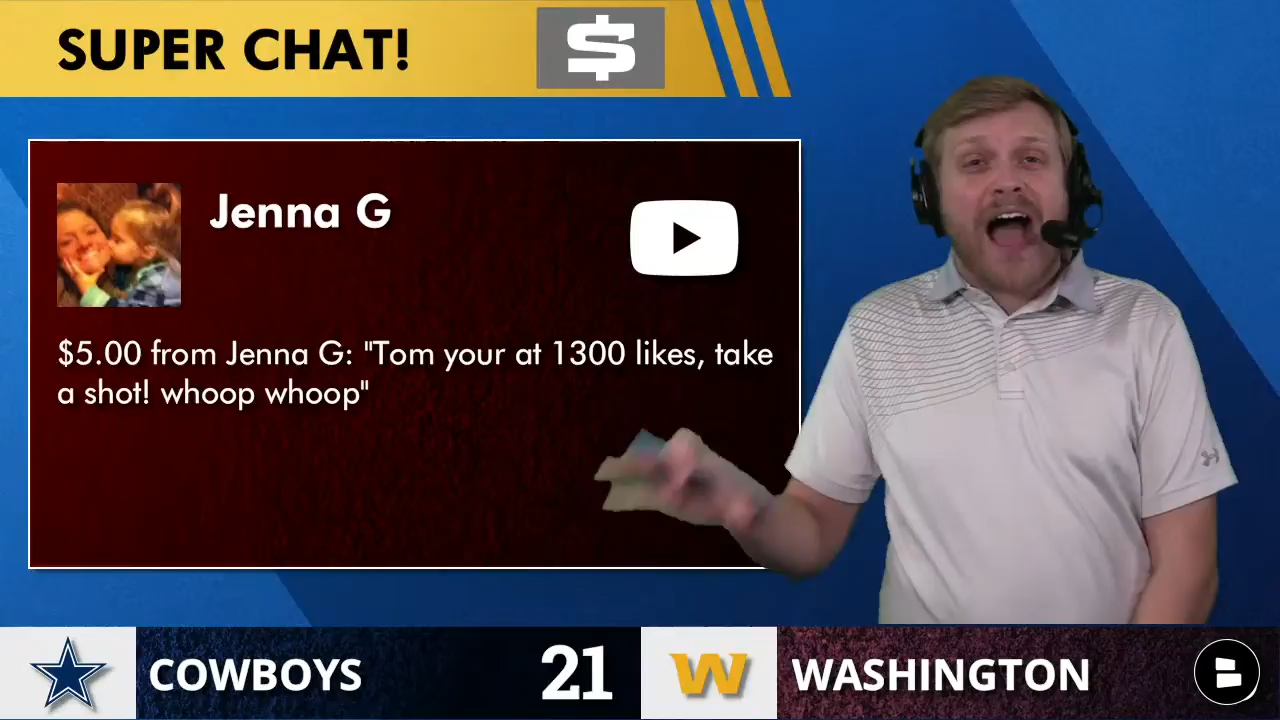 SUPER CHAT!
$
Jenna G
$5.00 from Jenna G: "Tom your at 1300 likes, take
a shot! whoop whoop"
COWBOYS 21 W WASHINGTON